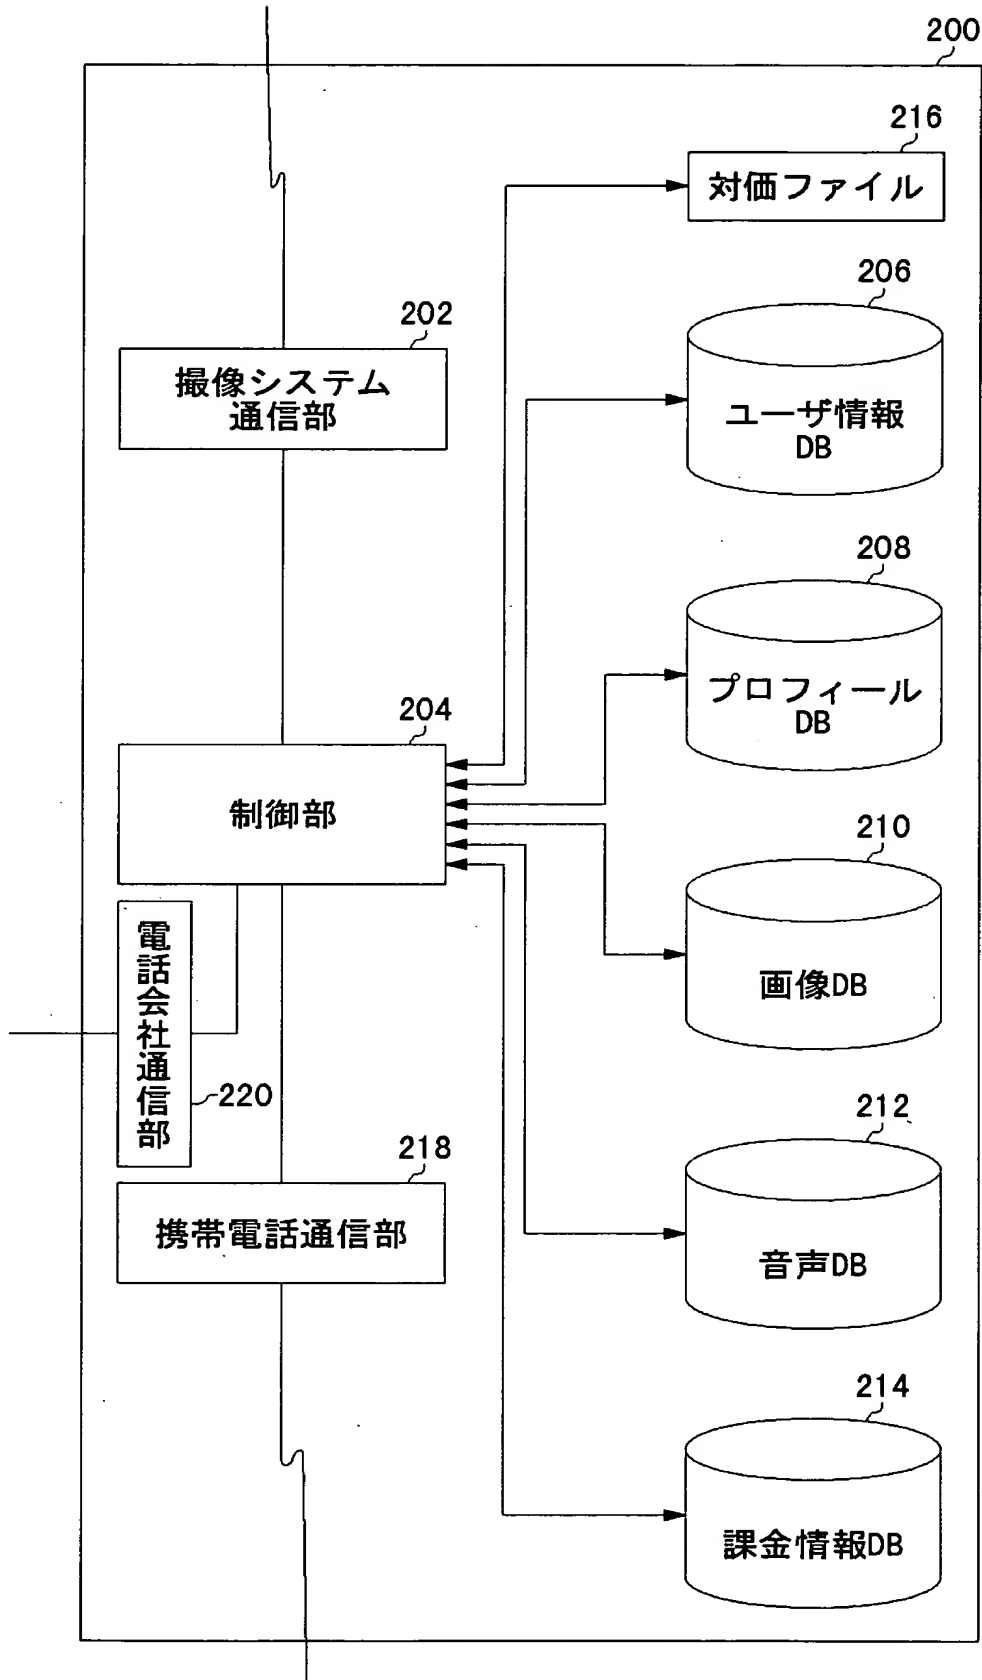 200
216
対価ファイル
206
ユーザ情報
DB
202
撮像システム
通信部
208
プロフィール
DB
204
制御部
210
画像DB
電話会社通信部
220
212
音声DB
218
携帯電話通信部
214
課金情報DB